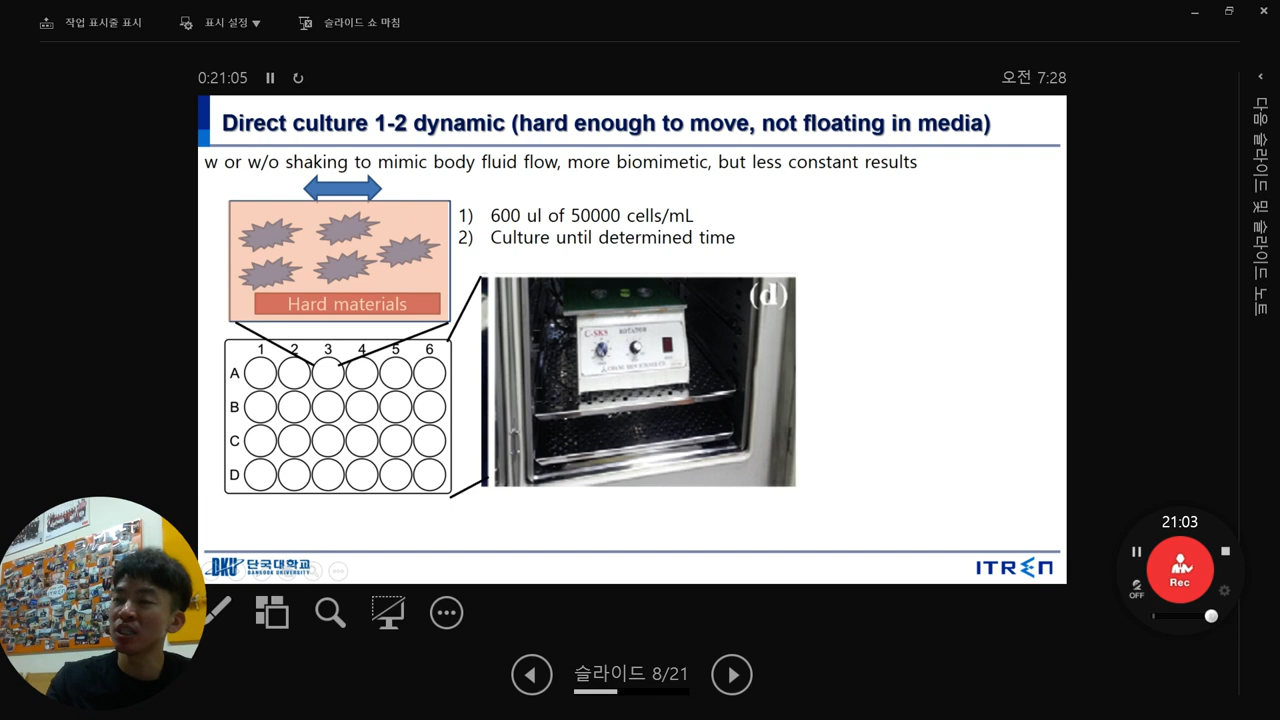 작업 표시줄 표시
표시 설정 ▼
슬라이드 쇼 마침
0:21:05
오전 7:28
Direct culture 1-2 dynamic (hard enough to move, not floating in media)
w or w/o shaking to mimic body fluid flow, more biomimetic, but less constant results
1) 600 ul of 50000 cells/mL
2) Culture until determined time
Hard materials
(d)
C-SKS ROTATOR
1 2 3 4 5 6
A
B
C
D
DKU 단국대학교
DANKOOK UNIVERSITY
ITREN
다음 슬라이드 및 슬라이드 노트
21:03
Rec
OFF
슬라이드 8/21